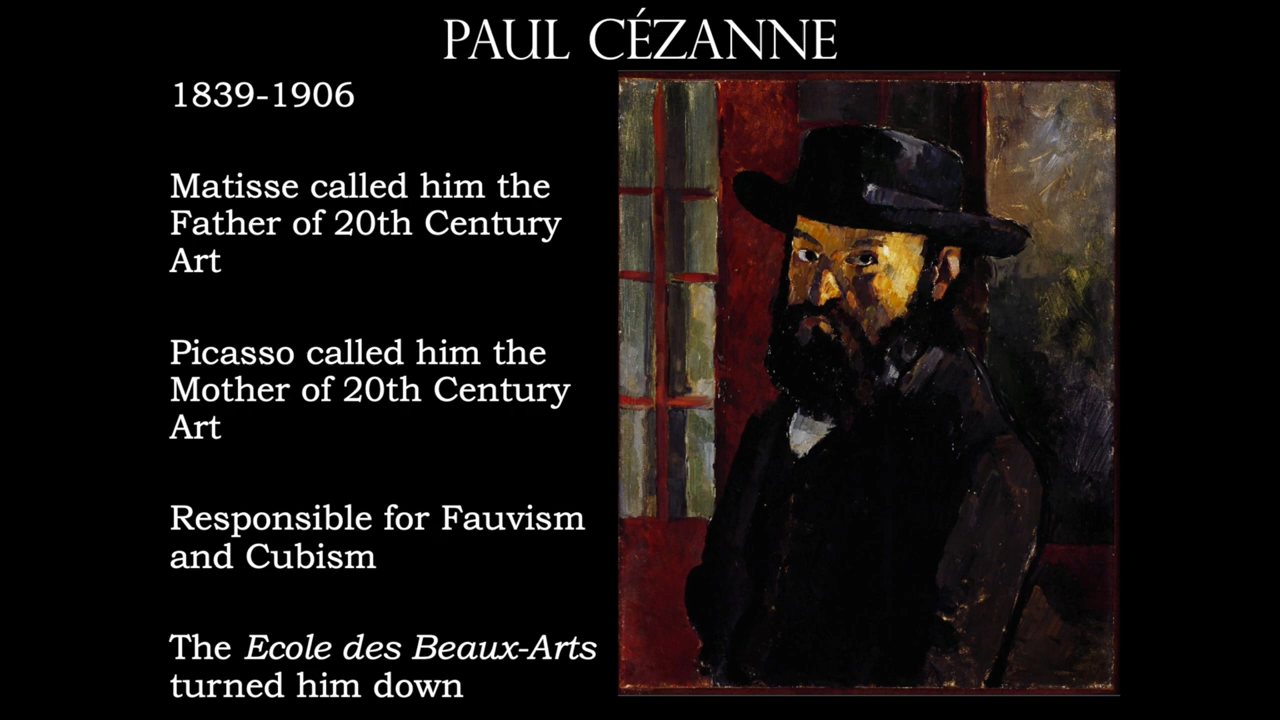 PAUL CÉZANNE
1839-1906
Matisse called him the
Father of 20th Century
Art
Picasso called him the
Mother of 20th Century
Art
Responsible for Fauvism
and Cubism
The Ecole des Beaux-Arts
turned him down